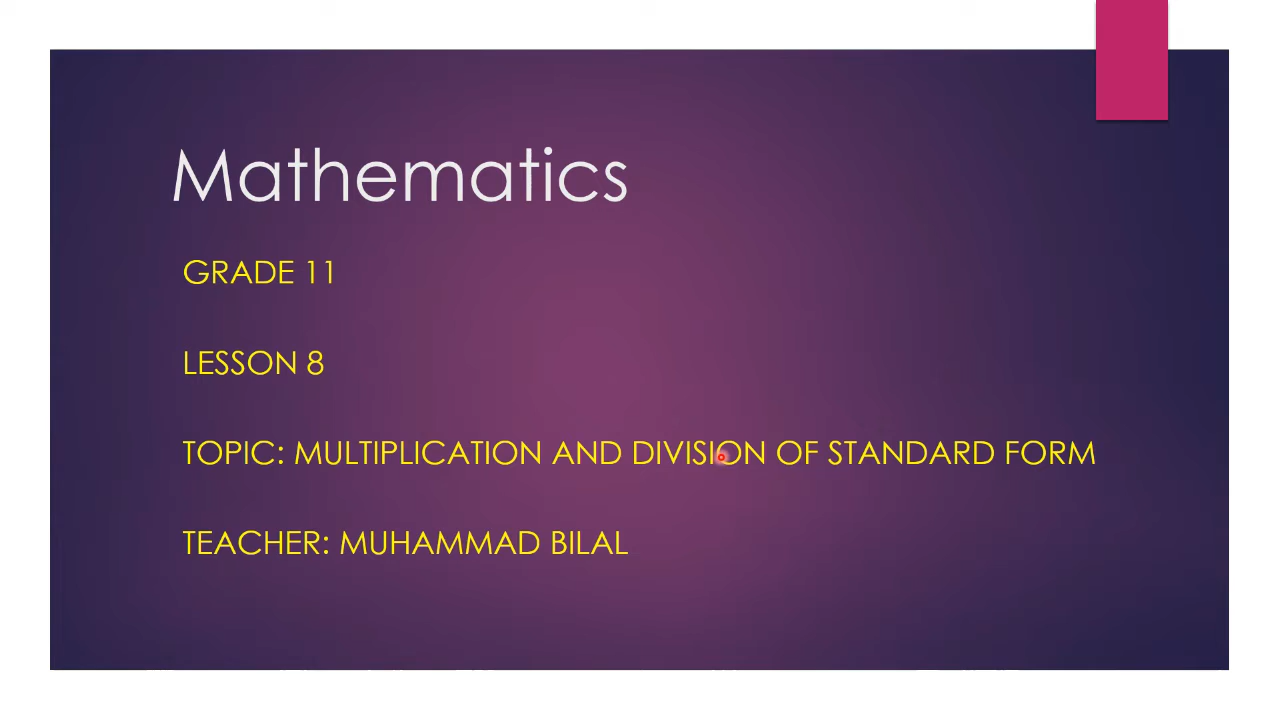 Mathematics
GRADE 11
LESSON 8
TOPIC: MULTIPLICATION AND DIVISION OF STANDARD FORM
TEACHER: MUHAMMAD BILAL